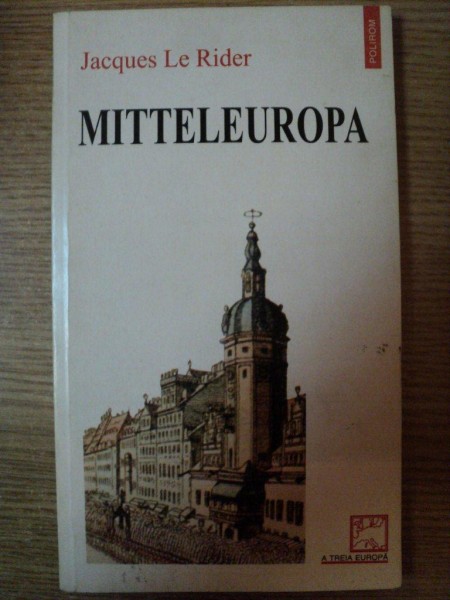 POLIROM
Jacques Le Rider
MITTELEUROPA
A TREIA EUROPĂ